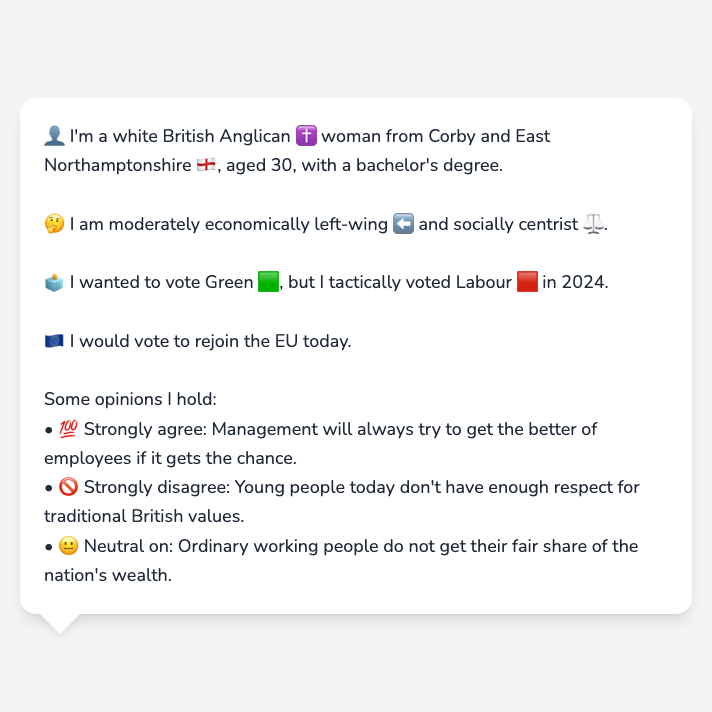 👤 I'm a white British Anglican ✝️ woman from Corby and East
Northamptonshire 🏴󠁧󠁢󠁥󠁮󠁧󠁿, aged 30, with a bachelor's degree.
🤔 I am moderately economically left-wing ⬅️ and socially centrist ⚖️.
🗳️ I wanted to vote Green 🟩, but I tactically voted Labour 🟥 in 2024.
🇪🇺 I would vote to rejoin the EU today.
Some opinions I hold:
• 💯 Strongly agree: Management will always try to get the better of
employees if it gets the chance.
• 🚫 Strongly disagree: Young people today don't have enough respect for
traditional British values.
• 😐 Neutral on: Ordinary working people do not get their fair share of the
nation's wealth.